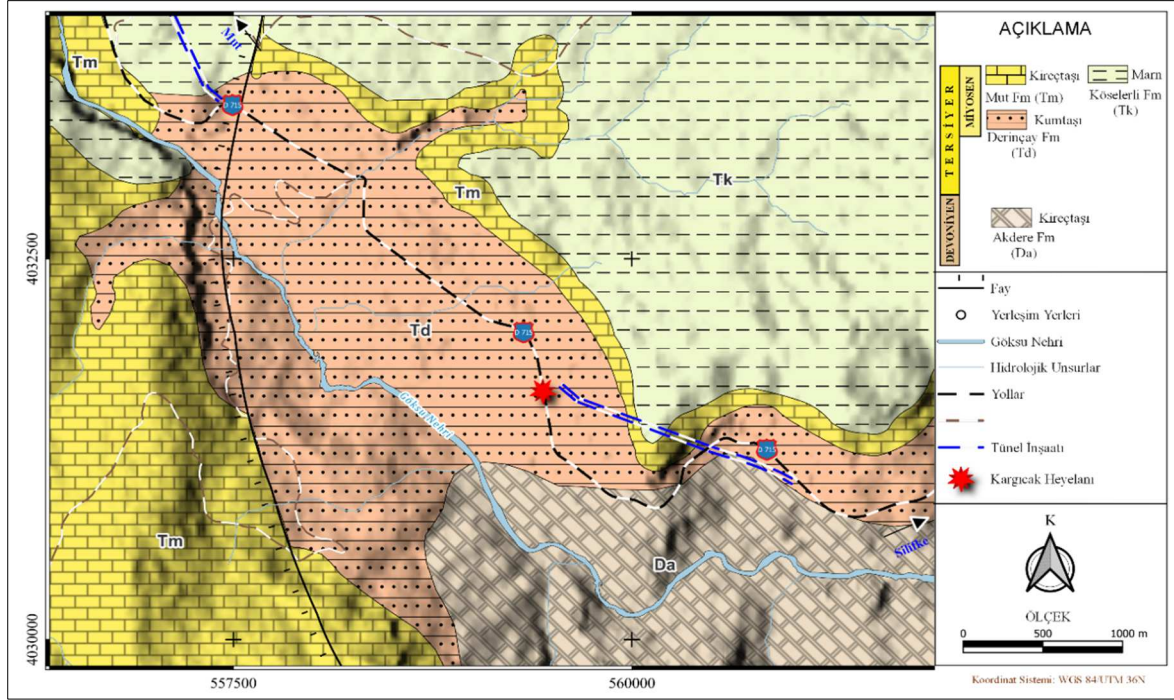 Mut
Tm
D 715
Tm
Tk
4032500
Td
D 715
Göksu Nehri
D 715
Tm
Da
Silifke
4030000
557500
560000
AÇIKLAMA
TERSİYER
MİYOSEN
DEVONİYEN
Kireçtaşı
Mut Fm (Tm)
Marn
Köselerli Fm
(Tk)
Kumtaşı
Derinçay Fm
(Td)
Kireçtaşı
Akdere Fm
(Da)
Fay
Yerleşim Yerleri
Göksu Nehri
Hidrolojik Unsurlar
Yollar
Tünel İnşaatı
Kargıcak Heyelanı
K
ÖLÇEK
0 500 1000 m
Koordinat Sistemi: WGS 84/UTM 36N